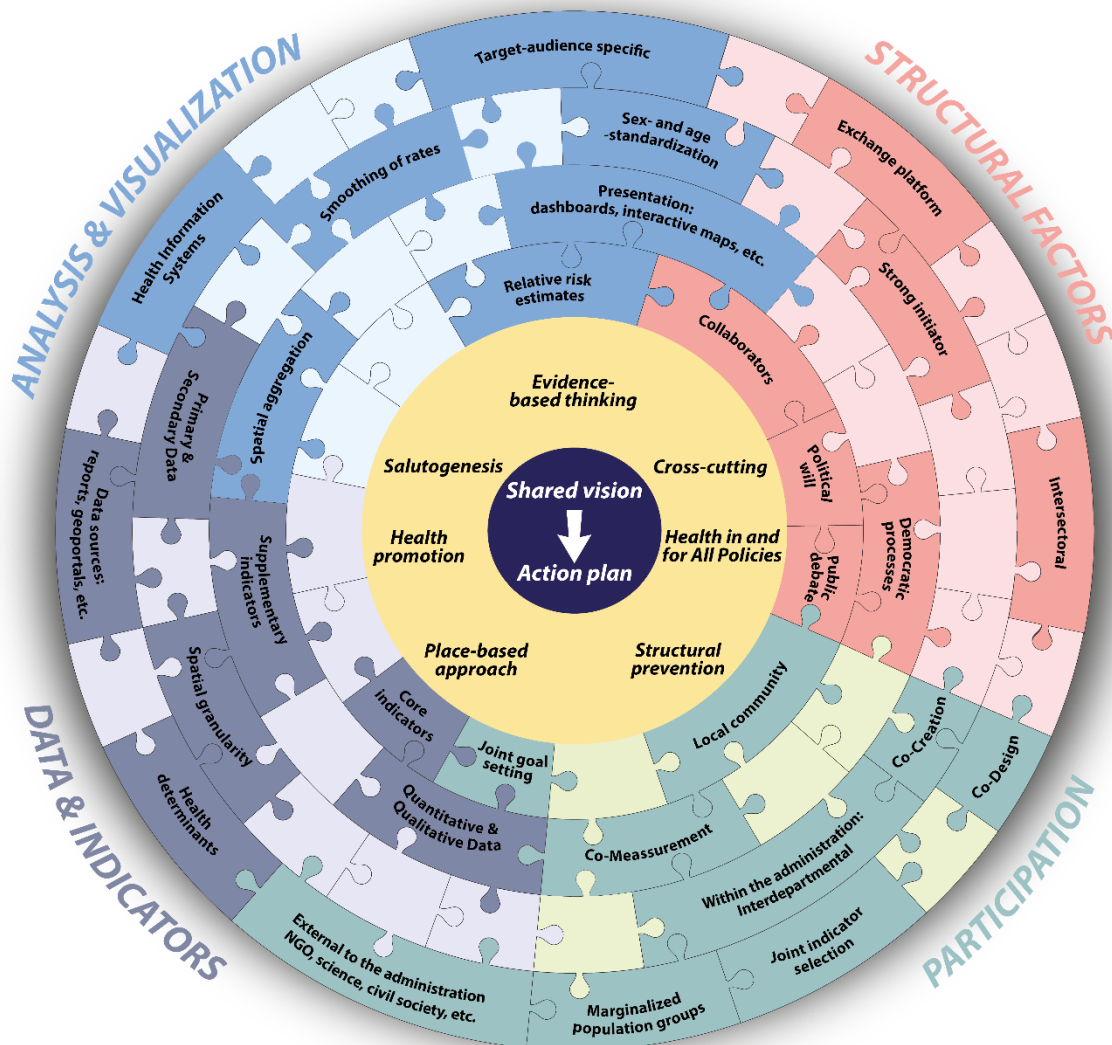 ANALYSIS & VISUALIZATION
STRUCTURAL FACTORS
Target-audience specific
Sex- and age
-standardization
Exchange platform
Smoothing of rates
Presentation:
dashboards, interactive maps, etc.
Health Information
Systems
Strong initiator
Relative risk
estimates
Collaborators
Spatial aggregation
Primary &
Secondary Data
Evidence-
based thinking
Salutogenesis
Cross-cutting
Political
will
Shared vision
Action plan
Intersectoral
Data sources:
reports, geoportals, etc.
Supplementary
indicators
Health
promotion
Health in and
for All Policies
Public
debate
Democratic
processes
Place-based
approach
Structural
prevention
Spatial granularity
Core
indicators
Local community
Joint goal
setting
Co-Creation
Co-Design
Health
determinants
Quantitative &
Qualitative Data
Co-Meassurement
Within the administration:
Interdepartmental
External to the administration
NGO, science, civil society, etc.
Joint indicator
selection
Marginalized
population groups
DATA & INDICATORS
PARTICIPATION